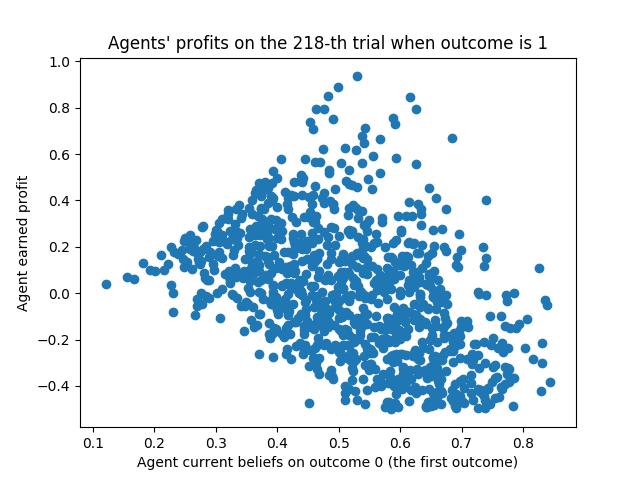 Agents' profits on the 218-th trial when outcome is 1
1.0
0.8
0.6
0.4
0.2
0.0
−0.2
−0.4
Agent earned profit
0.1 0.2 0.3 0.4 0.5 0.6 0.7 0.8
Agent current beliefs on outcome 0 (the first outcome)